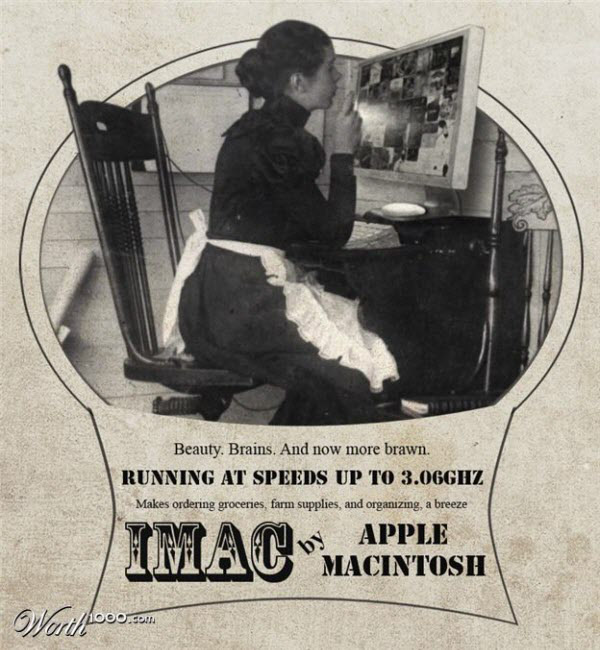 Beauty. Brains. And now more brawn.
RUNNING AT SPEEDS UP TO 3.06GHZ
Makes ordering groceries, farm supplies, and organizing, a breeze
IMAC by APPLE
MACINTOSH
Worth1000.com